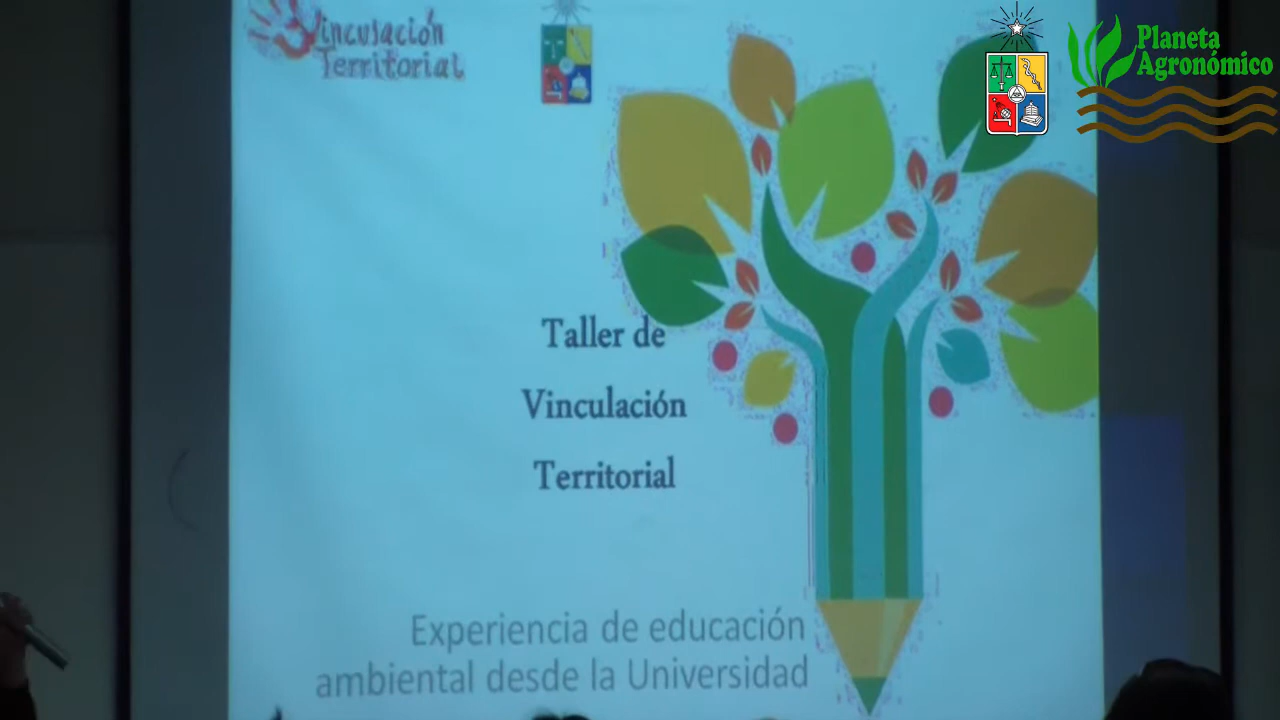 Vinculación
Territorial
Planeta
Agronómico
Taller de
Vinculación
Territorial
Experiencia de educación
ambiental desde la Universidad